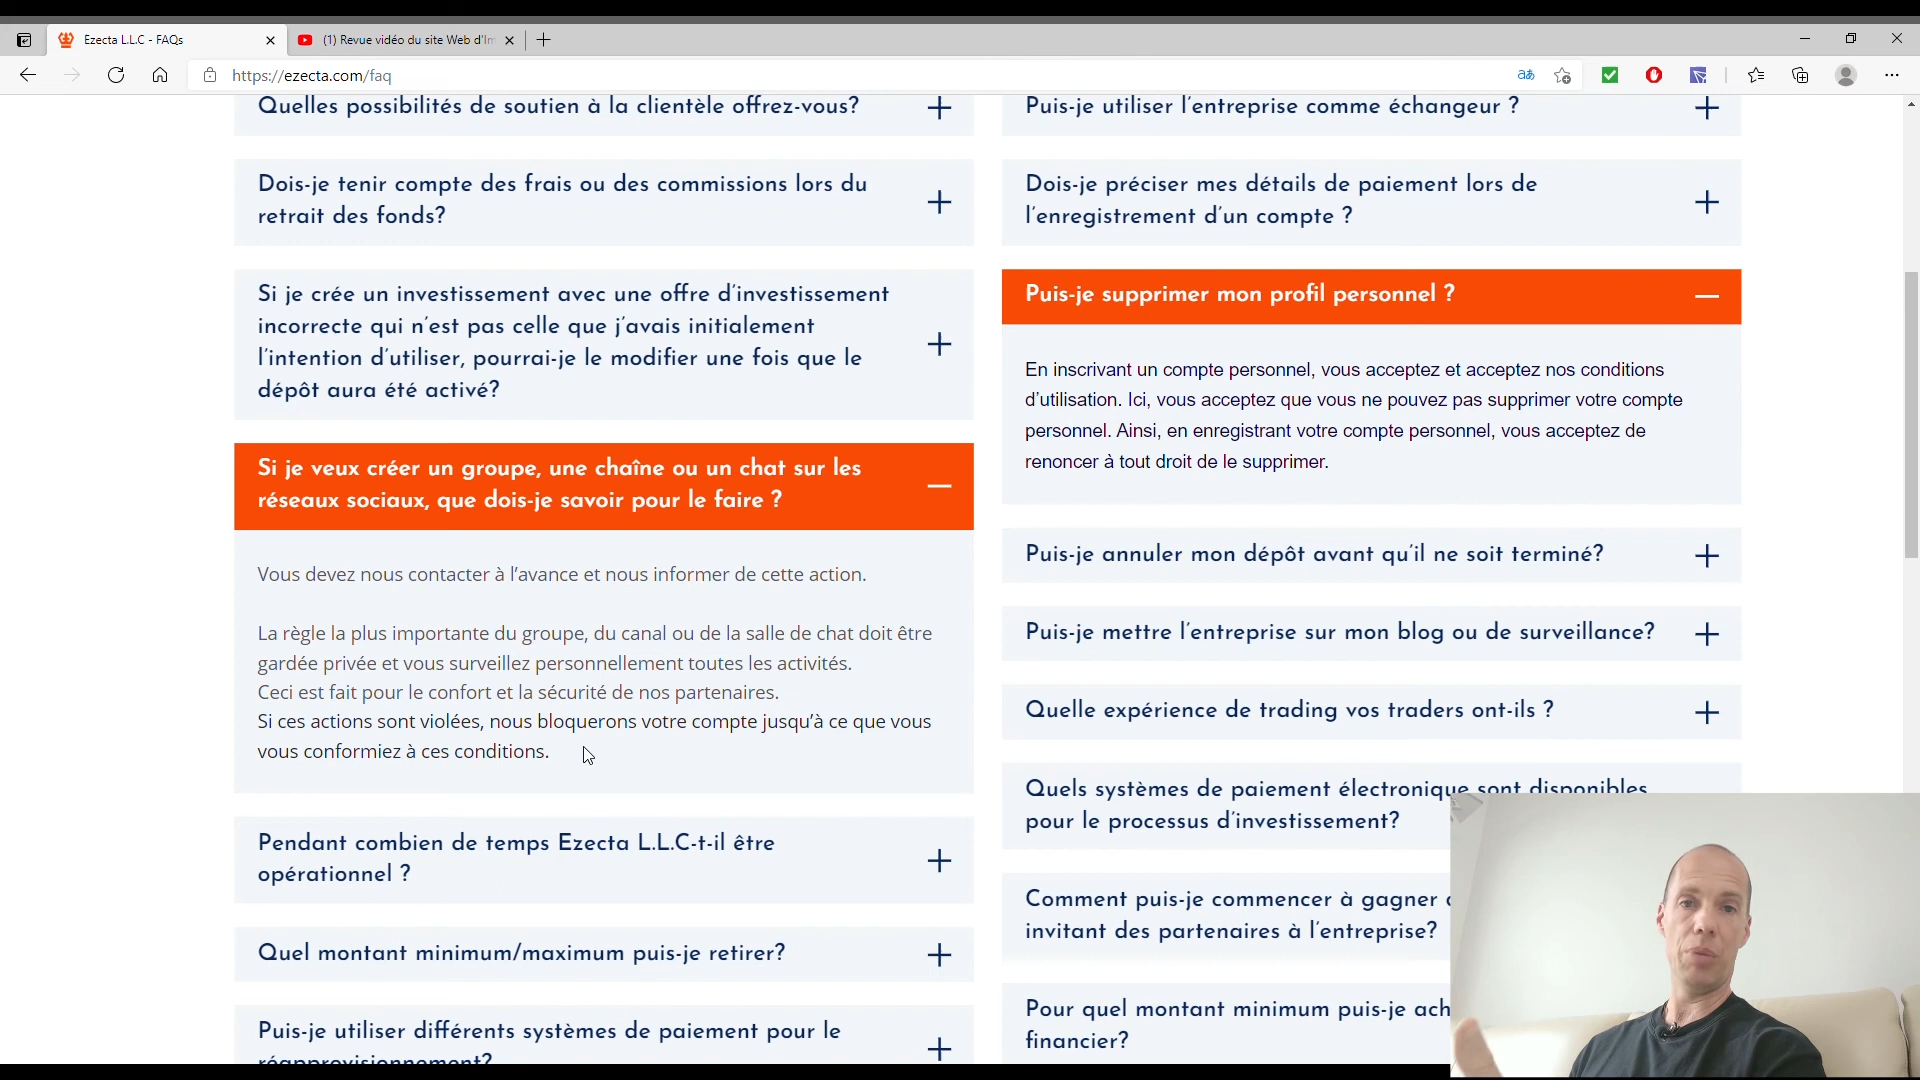 Ezecta L.L.C - FAQs
(1) Revue vidéo du site Web d'Im
https://ezecta.com/faq
Quelles possibilités de soutien à la clientèle offrez-vous?
Dois-je tenir compte des frais ou des commissions lors du
retrait des fonds?
Si je crée un investissement avec une offre d'investissement
incorrecte qui n'est pas celle que j'avais initialement
l'intention d'utiliser, pourrai-je le modifier une fois que le
dépôt aura été activé?
Si je veux créer un groupe, une chaîne ou un chat sur les
réseaux sociaux, que dois-je savoir pour le faire ?
Vous devez nous contacter à l'avance et nous informer de cette action.
La règle la plus importante du groupe, du canal ou de la salle de chat doit être
gardée privée et vous surveillez personnellement toutes les activités.
Ceci est fait pour le confort et la sécurité de nos partenaires.
Si ces actions sont violées, nous bloquerons votre compte jusqu'à ce que vous
vous conformiez à ces conditions.
Pendant combien de temps Ezecta L.L.C-t-il être
opérationnel ?
Quel montant minimum/maximum puis-je retirer?
Puis-je utiliser différents systèmes de paiement pour le
réapprovisionnement?
Puis-je utiliser l'entreprise comme échangeur ?
Dois-je préciser mes détails de paiement lors de
l'enregistrement d'un compte ?
Puis-je supprimer mon profil personnel ?
En inscrivant un compte personnel, vous acceptez et acceptez nos conditions
d'utilisation. Ici, vous acceptez que vous ne pouvez pas supprimer votre compte
personnel. Ainsi, en enregistrant votre compte personnel, vous acceptez de
renoncer à tout droit de le supprimer.
Puis-je annuler mon dépôt avant qu'il ne soit terminé?
Puis-je mettre l'entreprise sur mon blog ou de surveillance?
Quelle expérience de trading vos traders ont-ils ?
Quels systèmes de paiement électronique sont disponibles
pour le processus d'investissement?
Comment puis-je commencer à gagner
invitant des partenaires à l'entreprise?
Pour quel montant minimum puis-je ach
financier?